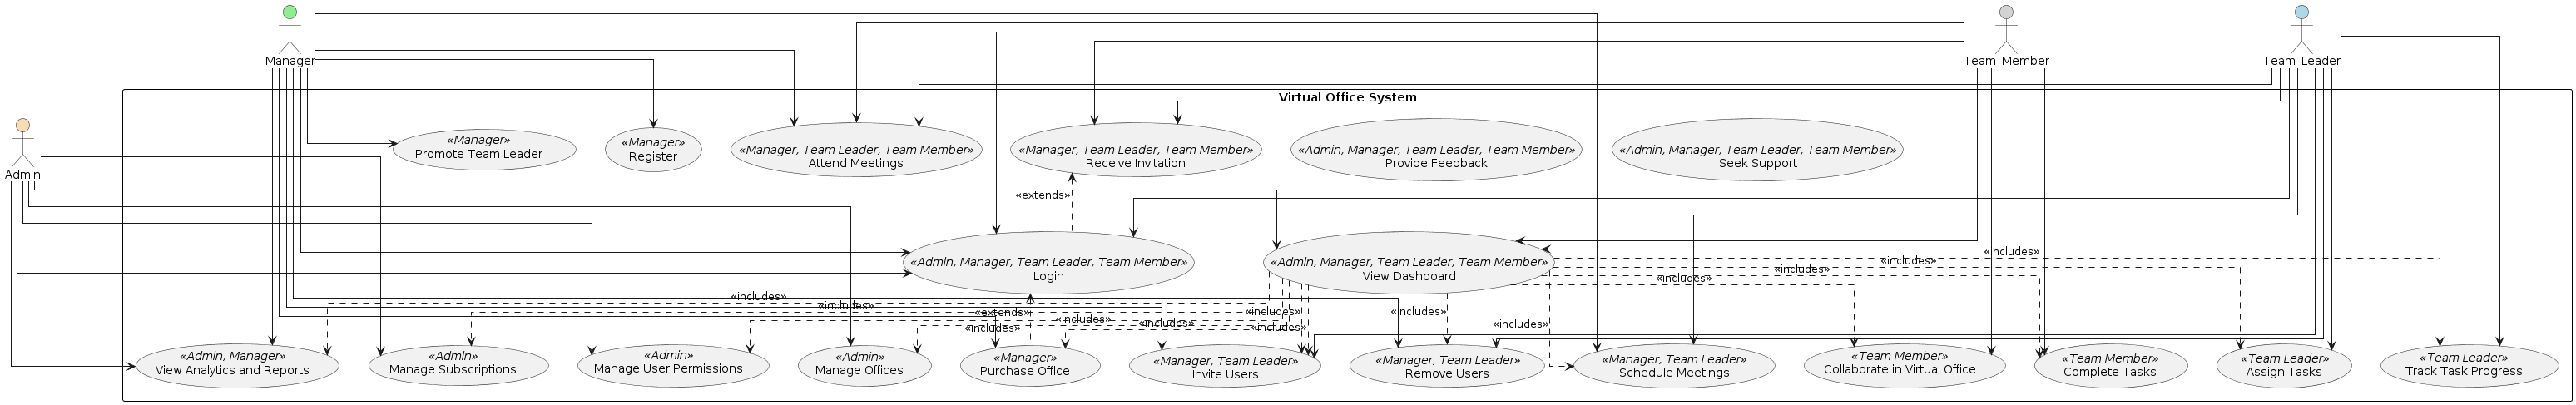 Manager
Team_Member
Team_Leader
Virtual Office System
Admin
«Manager»
Promote Team Leader
«Manager»
Register
«Manager, Team Leader, Team Member»
Attend Meetings
«Manager, Team Leader, Team Member»
Receive Invitation
«Admin, Manager, Team Leader, Team Member»
Provide Feedback
«Admin, Manager, Team Leader, Team Member»
Seek Support
«extends»
«Admin, Manager, Team Leader, Team Member»
Login
«Admin, Manager, Team Leader, Team Member»
View Dashboard
«includes»
«includes»
«includes»
«includes»
«includes»
«includes»
«extends»
«includes»
«includes»
«includes»
«includes»
«includes»
«includes»
«includes»
«Admin, Manager»
View Analytics and Reports
«Admin»
Manage Subscriptions
«Admin»
Manage User Permissions
«Admin»
Manage Offices
«Manager»
Purchase Office
«Manager, Team Leader»
Invite Users
«Manager, Team Leader»
Remove Users
«Manager, Team Leader»
Schedule Meetings
«Team Member»
Collaborate in Virtual Office
«Team Member»
Complete Tasks
«Team Leader»
Assign Tasks
«Team Leader»
Track Task Progress